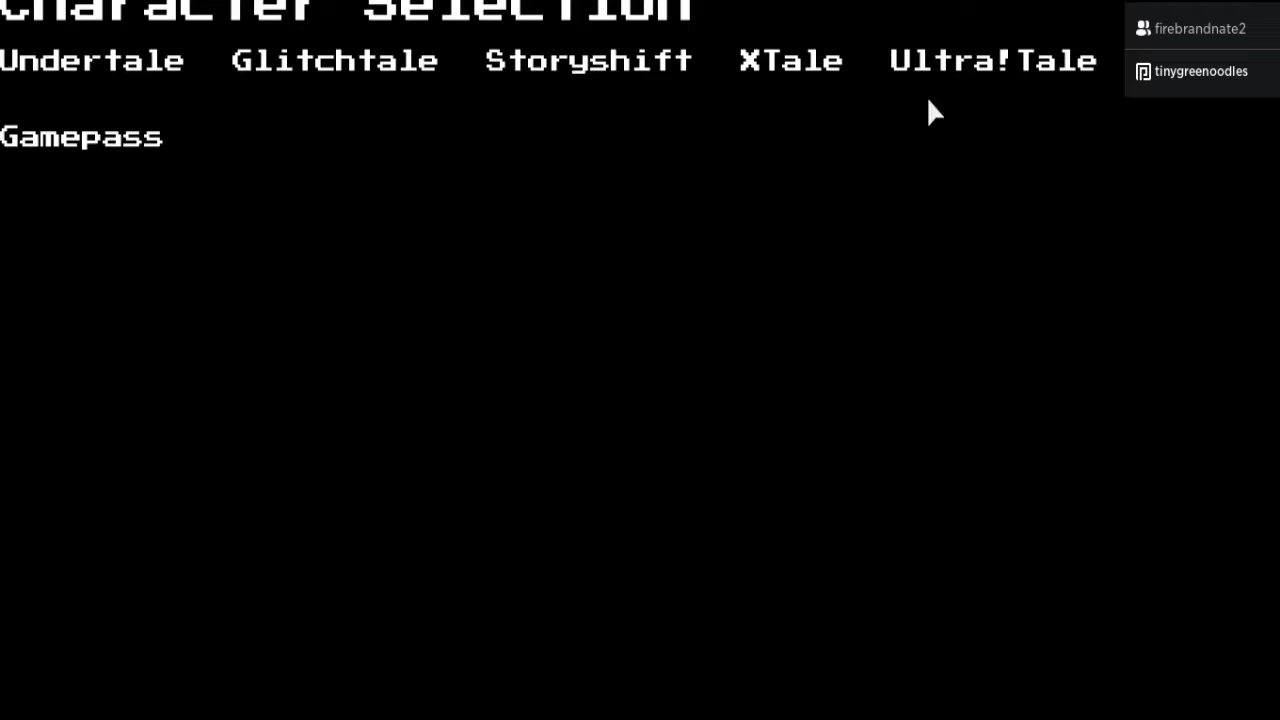 Character Selection
Undertale Glitchtale Storyshift XTale Ultra!Tale
Gamepass
firebrandnate2
tinygreenoodles